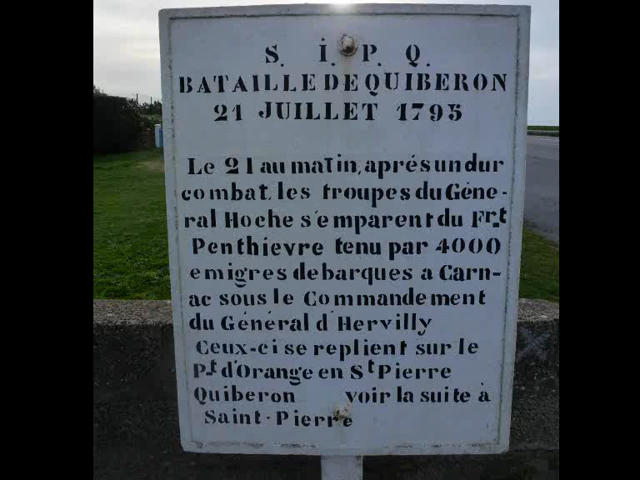 S. I. P. Q.
BATAILLE DE QUIBERON
21 JUILLET 1795
Le 21 au matin, aprés un dur
combat, les troupes du Géné-
ral Hoche s'emparent du Frt
Penthievre tenu par 4000
emigres debarques a Carn-
ac sous le Commandement
du Général d'Hervilly
Ceux-ci se replient sur le
Pt d'Orange en St Pierre
Quiberon voir la suite à
Saint-Pierre